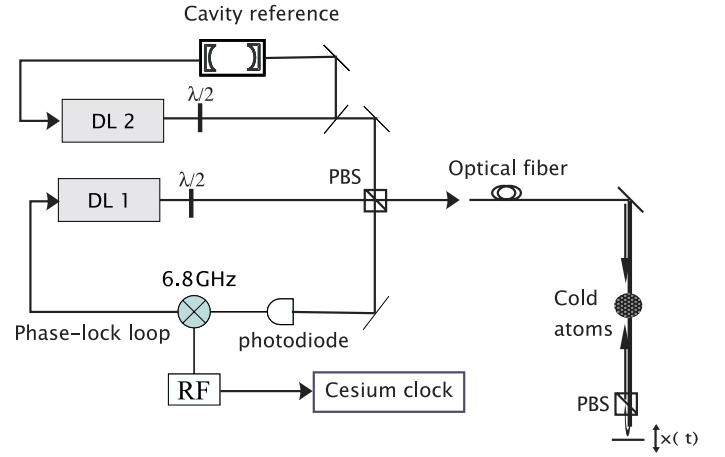 Cavity reference
λ/2
DL 2
λ/2
PBS
Optical fiber
DL 1
6.8GHz
Cold
atoms
Phase-lock loop
photodiode
RF
Cesium clock
PBS
x( t)